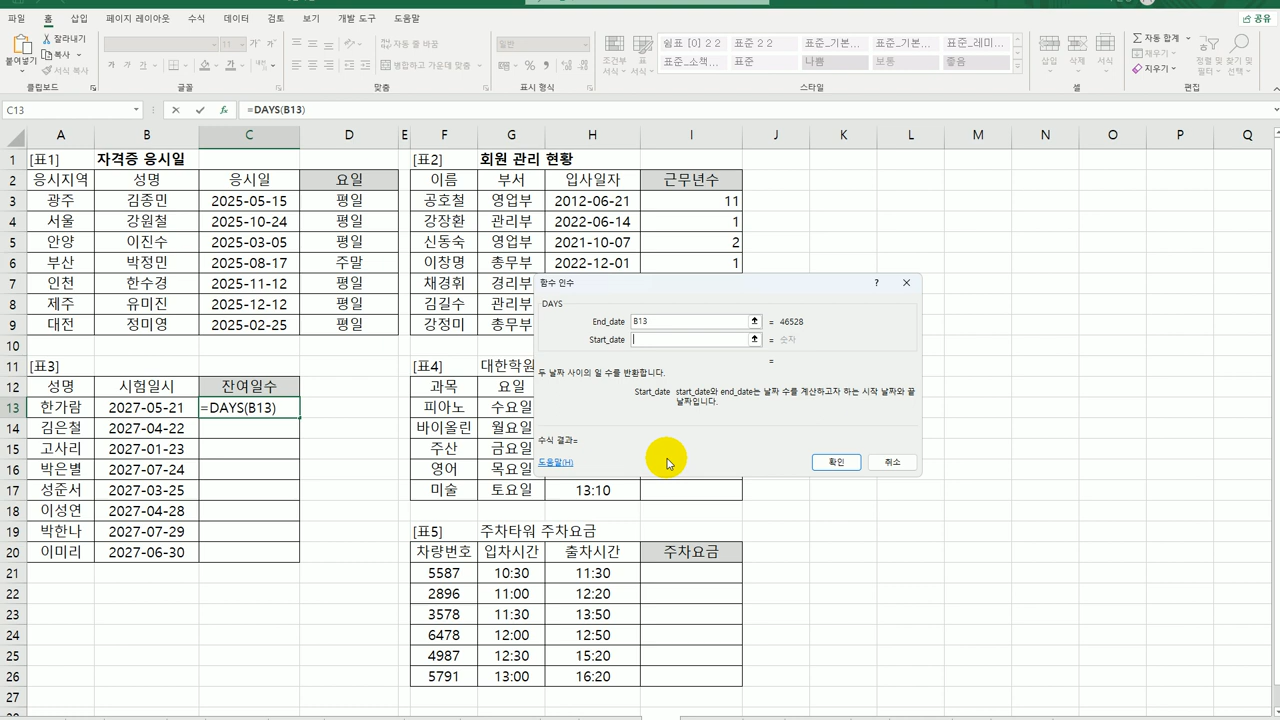 파일 홈 삽입 페이지 레이아웃 수식 데이터 검토 보기 개발 도구 도움말 공유
붙여넣기 잘라내기 복사 서식 복사
11 가 가
가 가 가
자동 줄 바꿈
병합하고 가운데 맞춤
일반
조건부 서식 표 서식
쉼표 [0] 2 2 표준 2 2 표준_기본... 표준_기본... 표준_레미...
표준_소원... 표준 나쁨 보통 좋음
삽입 삭제 서식
자동 합계 채우기 지우기
정렬 및 필터 찾기 및 선택
클립보드 글꼴 맞춤 표시 형식 스타일 셀 편집
C13 fx =DAYS(B13)
A B C D E F G H I J K L M N O P Q
1 [표1] 자격증 응시일 [표2] 회원 관리 현황
2 응시지역 성명 응시일 요일 이름 부서 입사일자 근무년수
3 광주 김종민 2025-05-15 평일 공호철 영업부 2012-06-21 11
4 서울 강원철 2025-10-24 평일 강장환 관리부 2022-06-14 1
5 안양 이진수 2025-03-05 평일 신동숙 영업부 2021-10-07 2
6 부산 박정민 2025-08-17 주말 이창명 총무부 2022-12-01 1
7 인천 한수경 2025-11-12 평일 채경휘 경리부
8 제주 유미진 2025-12-12 평일 김길수 관리부
9 대전 정미영 2025-02-25 평일 강정미 총무부
10
11 [표3] [표4] 대한학원
12 성명 시험일시 잔여일수 과목 요일
13 한가람 2027-05-21 =DAYS(B13) 피아노 수요일
14 김은철 2027-04-22 바이올린 월요일
15 고사리 2027-01-23 주산 금요일
16 박은별 2027-07-24 영어 목요일
17 성준서 2027-03-25 미술 토요일 13:10
18 이성연 2027-04-28
19 박한나 2027-07-29 [표5] 주차타워 주차요금
20 이미리 2027-06-30 차량번호 입차시간 출차시간 주차요금
21 5587 10:30 11:30
22 2896 11:00 12:20
23 3578 11:30 13:50
24 6478 12:00 12:50
25 4987 12:30 15:20
26 5791 13:00 16:20
27
함수 인수 ?
DAYS
End_date B13 = 46528
Start_date = 숫자
=
두 날짜 사이의 일 수를 반환합니다.
Start_date start_date와 end_date는 날짜 수를 계산하고자 하는 시작 날짜와 끝
날짜입니다.
수식 결과=
도움말(H) 확인 취소